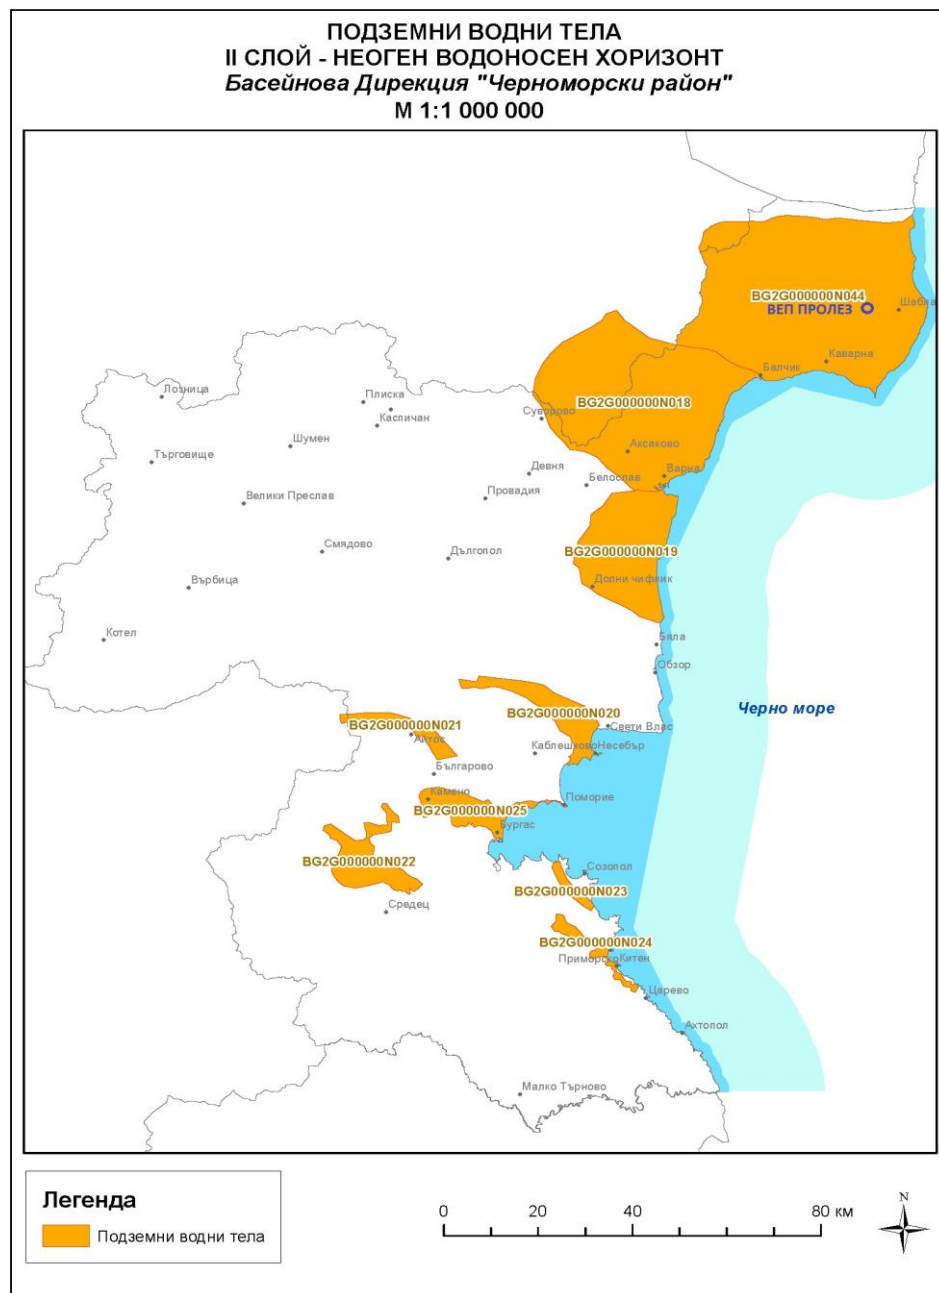 ПОДЗЕМНИ ВОДНИ ТЕЛА
II СЛОЙ - НЕОГЕН ВОДОНОСЕН ХОРИЗОНТ
Басейнова Дирекция "Черноморски район"
М 1:1 000 000
BG2G000000N044
ВЕП ПРОЛЕЗ
Шабла
Каварна
Балчик
Лозница
Плиска
Каспичан
BG2G000000N018
Суворово
Шумен
Аксаково
Търговище
Девня
Варна
Белослав
Велики Преслав
Провадия
Смядово
Дългопол
BG2G000000N019
Върбица
Долни чифлик
Котел
Бяла
Обзор
Черно море
BG2G000000N020
BG2G000000N021
Свети Влас
Айтос
Каблешково
Несебър
Българово
Камено
Поморие
BG2G000000N025
Бургас
BG2G000000N022
Созопол
BG2G000000N023
Средец
BG2G000000N024
Приморско
Китен
Царево
Ахтопол
Малко Търново
Легенда
Подземни водни тела
0 20 40 80 км
N